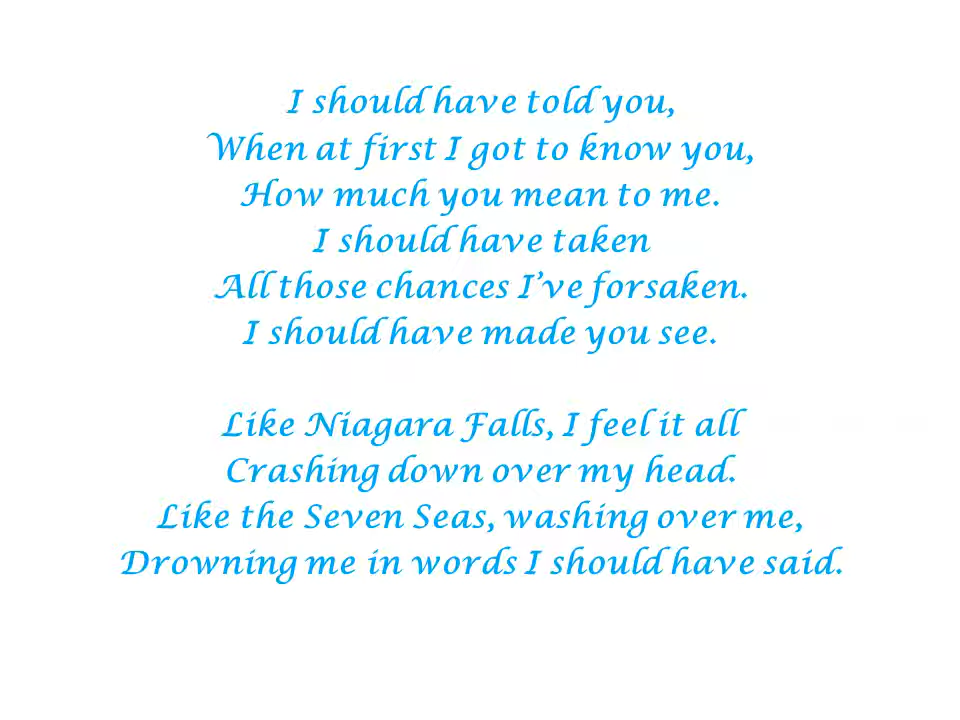 I should have told you,
When at first I got to know you,
How much you mean to me.
I should have taken
All those chances I’ve forsaken.
I should have made you see.
Like Niagara Falls, I feel it all
Crashing down over my head.
Like the Seven Seas, washing over me,
Drowning me in words I should have said.